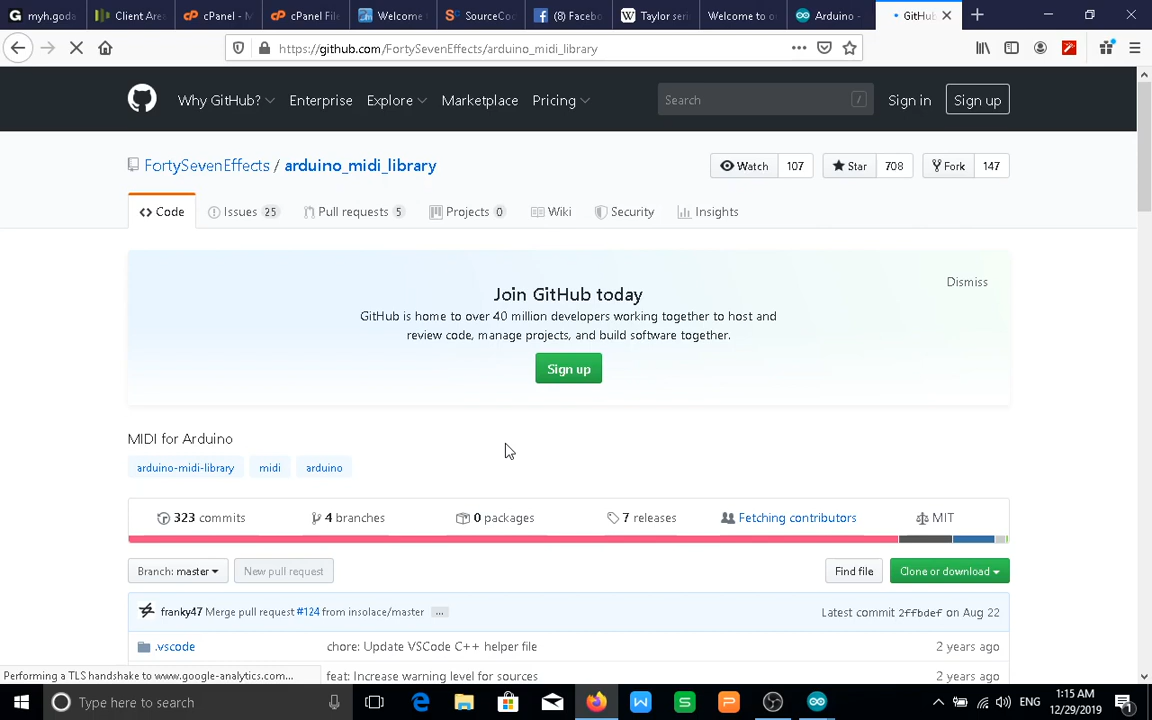 myh.goda
Client Area
cPanel - M
cPanel File
Welcome
SourceCo
(8) Facebo
Taylor serie
Welcome to o
Arduino -
GitHub
https://github.com/FortySevenEffects/arduino_midi_library
Why GitHub? Enterprise Explore Marketplace Pricing
Search /
Sign in
Sign up
FortySevenEffects / arduino_midi_library
Watch 107
Star 708
Fork 147
Code
Issues 25
Pull requests 5
Projects 0
Wiki
Security
Insights
Dismiss
Join GitHub today
GitHub is home to over 40 million developers working together to host and
review code, manage projects, and build software together.
Sign up
MIDI for Arduino
arduino-midi-library midi arduino
323 commits
4 branches
0 packages
7 releases
Fetching contributors
MIT
Branch: master
New pull request
Find file
Clone or download
franky47 Merge pull request #124 from insolace/master ...
Latest commit 2ffbdef on Aug 22
.vscode chore: Update VSCode C++ helper file 2 years ago
feat: Increase warning level for sources 2 years ago
Performing a TLS handshake to www.google-analytics.com...
Type here to search
ENG
1:15 AM
12/29/2019
1